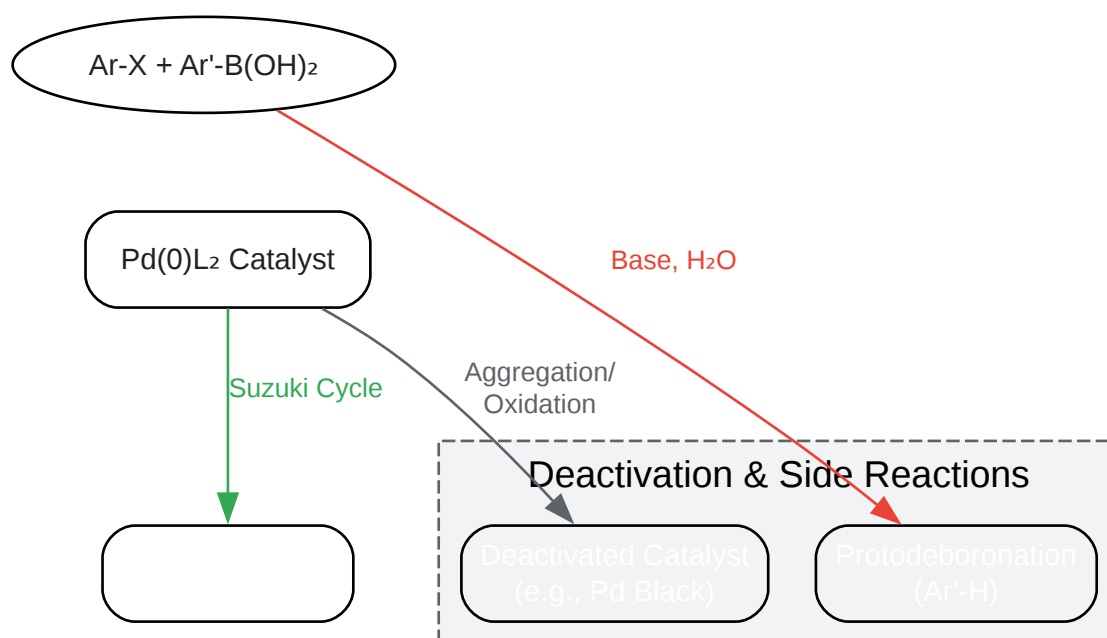 Ar-X + Ar'-B(OH)₂
Pd(0)L₂ Catalyst
Base, H₂O
Suzuki Cycle
Aggregation/
Oxidation
Deactivation & Side Reactions
Deactivated Catalyst
(e.g., Pd Black)
Protodeboronation
(Ar'-H)